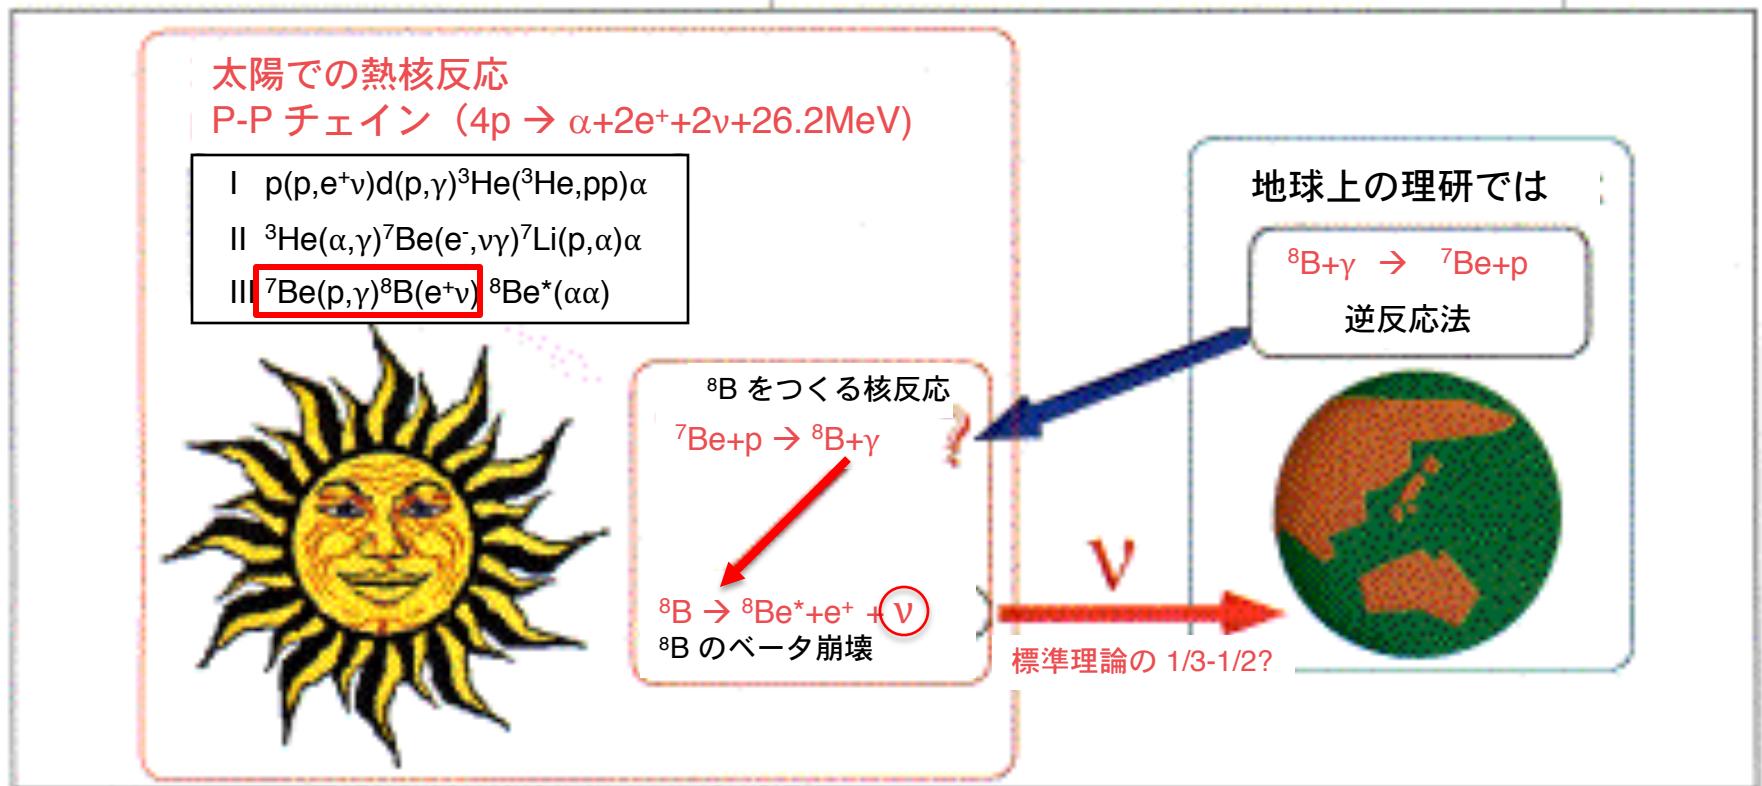 太陽での熱核反応
P-P チェイン（4p → α+2e⁺+2ν+26.2MeV)
I p(p,e⁺ν)d(p,γ)³He(³He,pp)α
II ³He(α,γ)⁷Be(e⁻,νγ)⁷Li(p,α)α
III ⁷Be(p,γ)⁸B(e⁺ν) ⁸Be*(αα)
⁸B をつくる核反応
⁷Be+p → ⁸B+γ
?
⁸B → ⁸Be*+e⁺ + ν
⁸B のベータ崩壊
ν
標準理論の 1/3-1/2?
地球上の理研では
⁸B+γ → ⁷Be+p
逆反応法